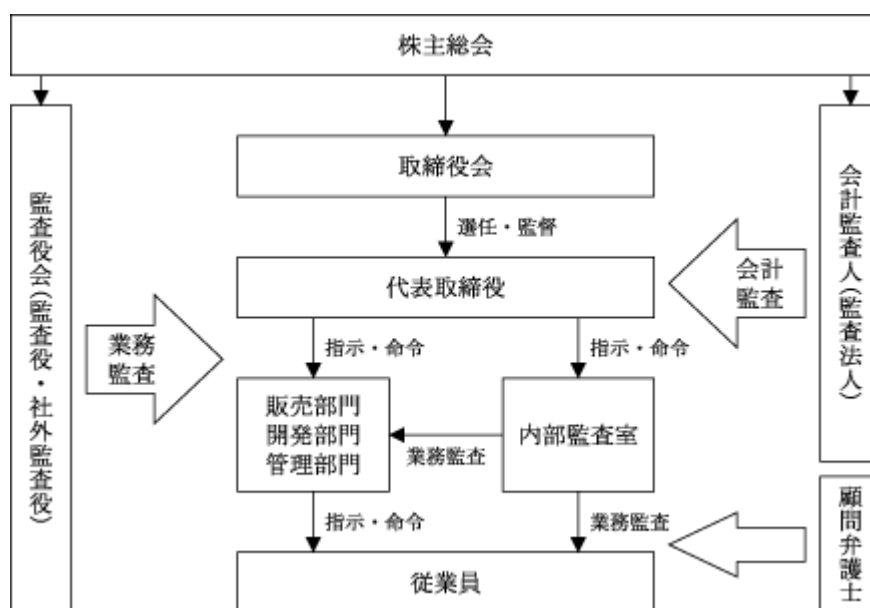 株主総会
取締役会
選任・監督
代表取締役
監査役会(監査役・社外監査役)
業務
監査
会計
監査
会計監査人(監査法人)
指示・命令
指示・命令
販売部門
開発部門
管理部門
業務監査
内部監査室
指示・命令
業務監査
顧問弁護士
従業員